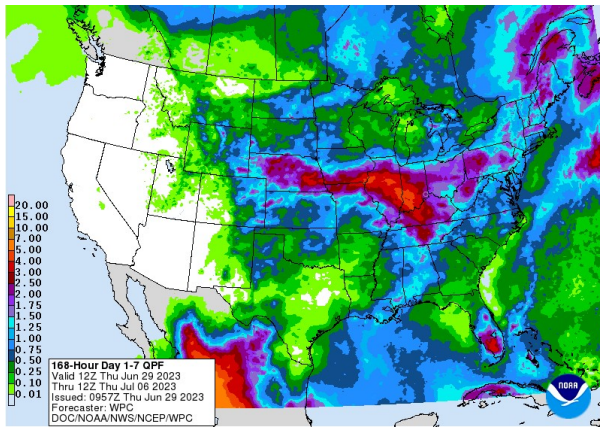 20.00
15.00
10.00
7.00
5.00
4.00
3.00
2.50
2.00
1.75
1.50
1.25
1.00
0.75
0.50
0.25
0.10
0.01
168-Hour Day 1-7 QPF
Valid 12Z Thu Jun 29 2023
Thru 12Z Thu Jul 06 2023
Issued: 0957Z Thu Jun 29 2023
Forecaster: WPC
DOC/NOAA/NWS/NCEP/WPC
NOAA